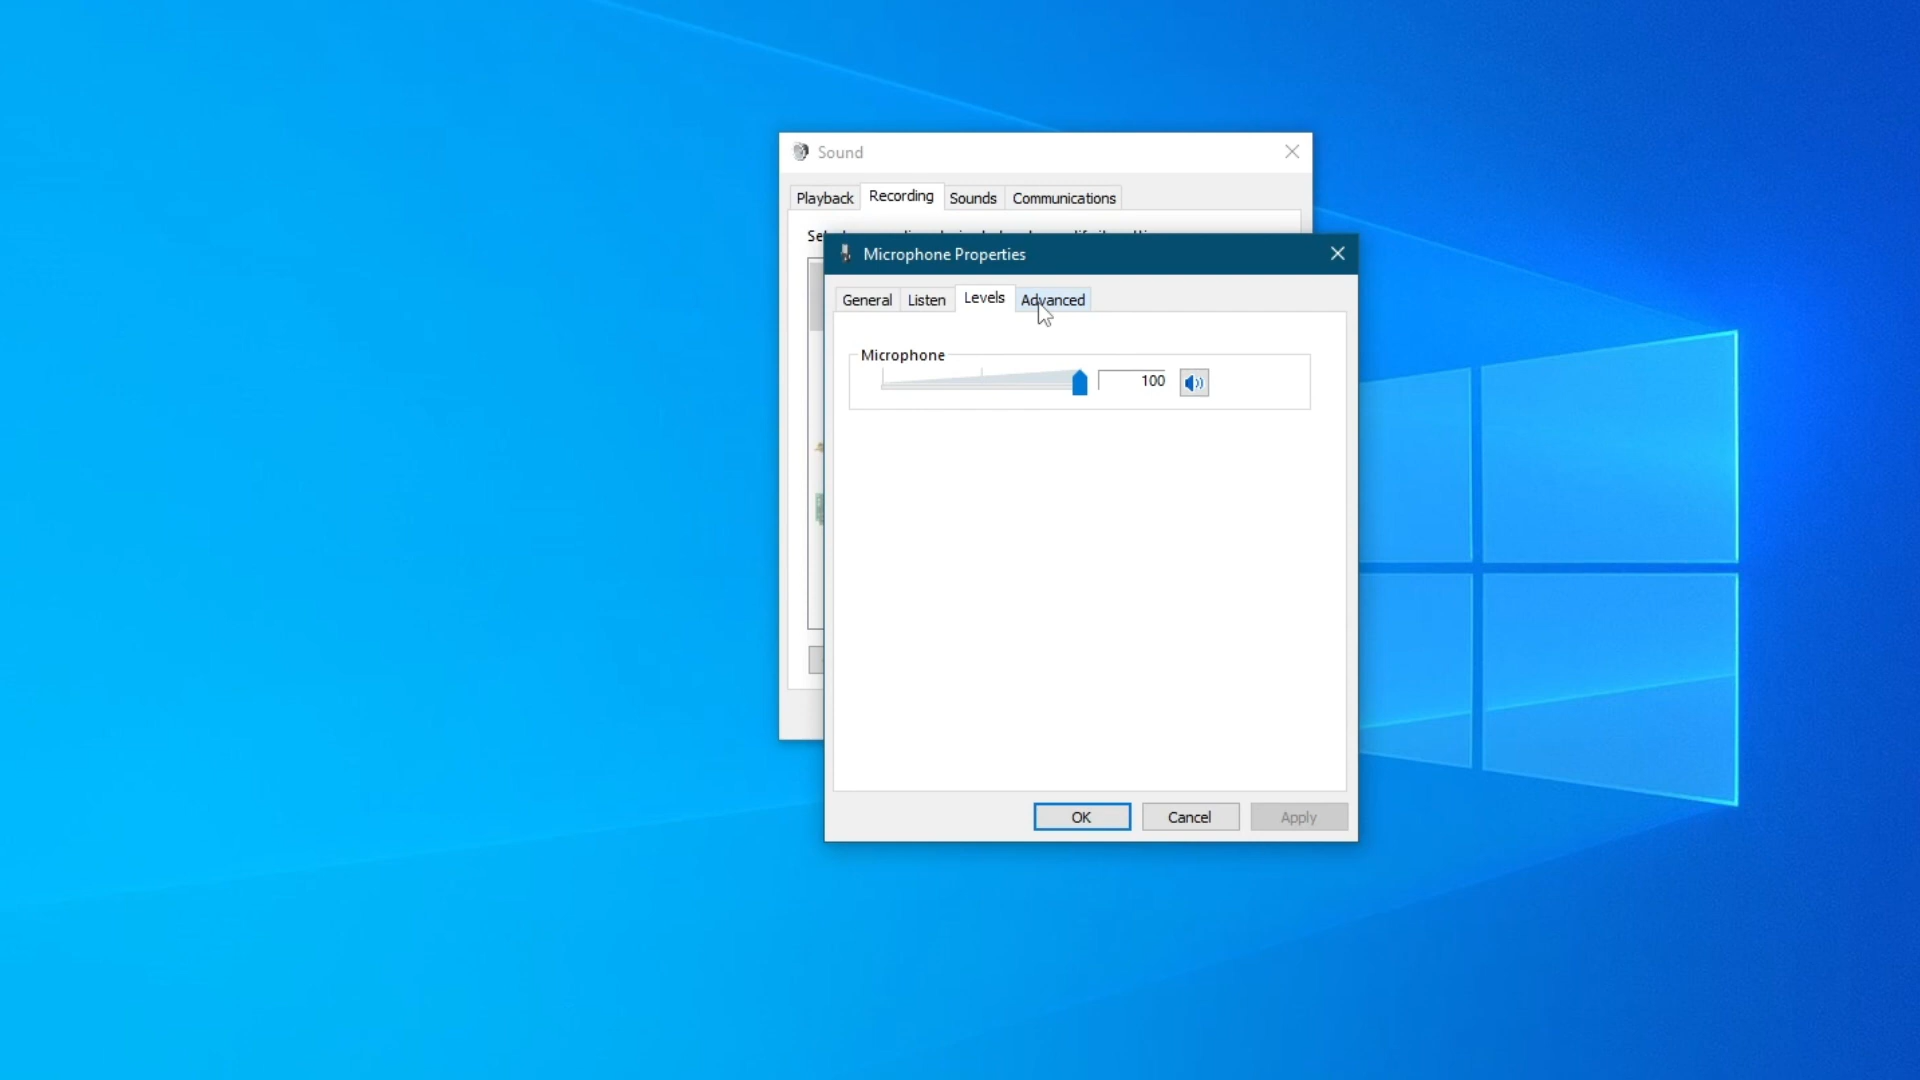 Sound
Playback Recording Sounds Communications
Microphone Properties
General Listen Levels Advanced
Microphone
100
OK Cancel Apply